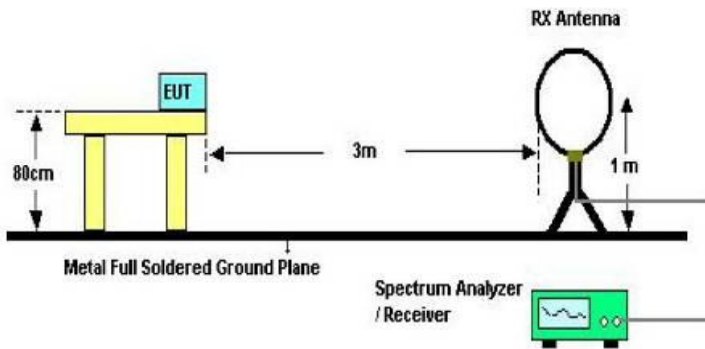 RX Antenna
EUT
3m
80cm
1 m
Metal Full Soldered Ground Plane
Spectrum Analyzer
/ Receiver